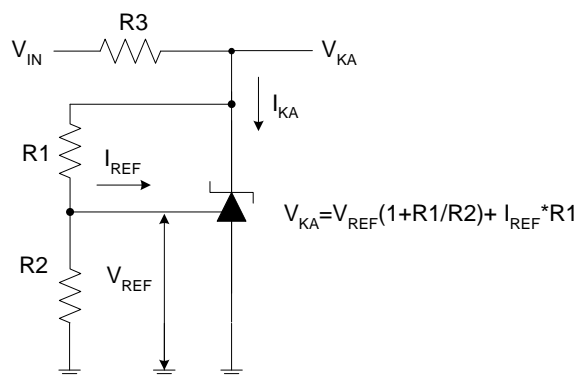 R3
V_IN
V_KA
I_KA
R1
I_REF
V_KA=V_REF(1+R1/R2)+ I_REF*R1
R2
V_REF